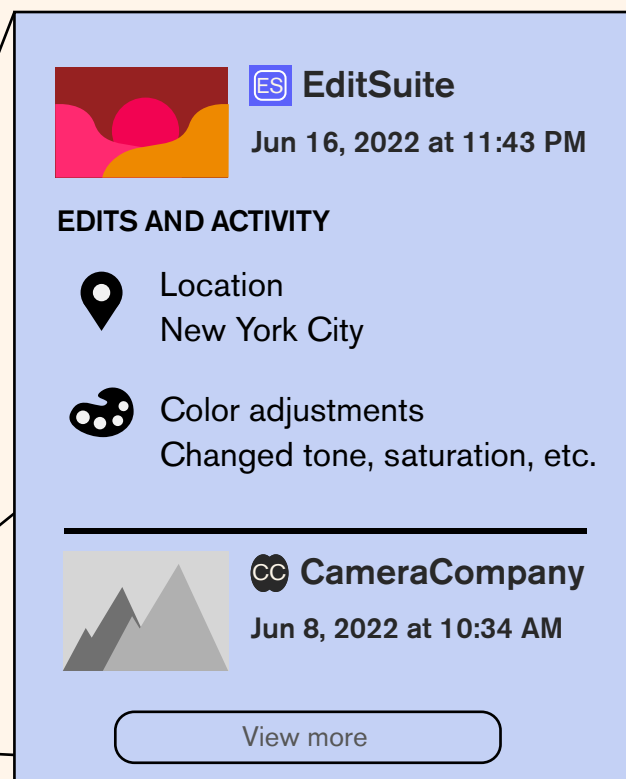 ES EditSuite
Jun 16, 2022 at 11:43 PM
EDITS AND ACTIVITY
Location
New York City
Color adjustments
Changed tone, saturation, etc.
CC CameraCompany
Jun 8, 2022 at 10:34 AM
View more